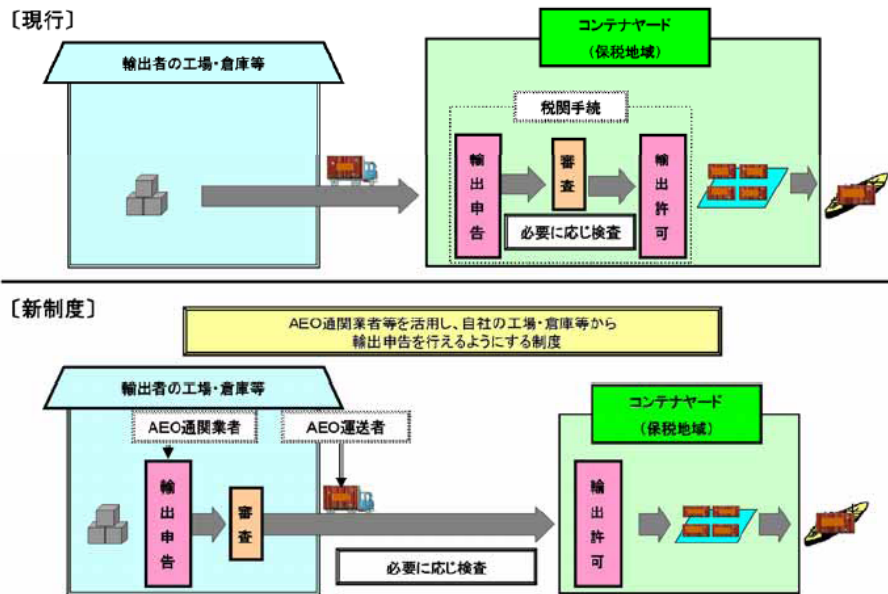 〔現行〕
輸出者の工場・倉庫等
コンテナヤード
(保税地域)
税関手続
輸出申告
審査
輸出許可
必要に応じ検査
〔新制度〕
AEO通関業者等を活用し、自社の工場・倉庫等から
輸出申告を行えるようにする制度
輸出者の工場・倉庫等
AEO通関業者
AEO運送者
コンテナヤード
(保税地域)
輸出申告
審査
輸出許可
必要に応じ検査